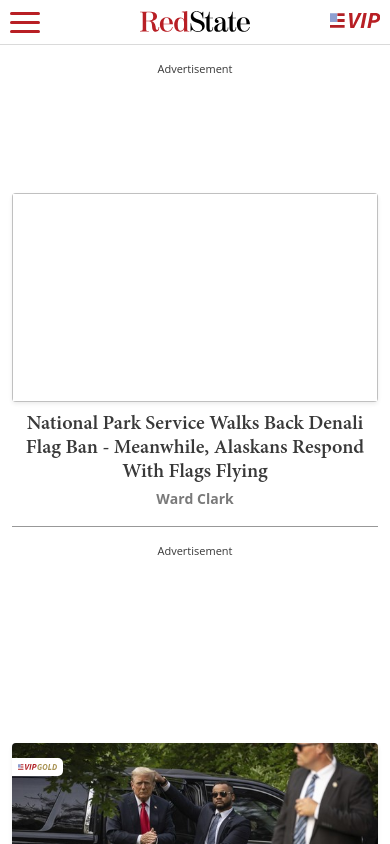 RedState
VIP
Advertisement
National Park Service Walks Back Denali
Flag Ban - Meanwhile, Alaskans Respond
With Flags Flying
Ward Clark
Advertisement
VIPGOLD